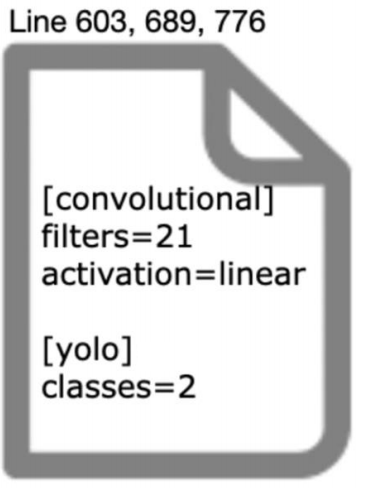 Line 603, 689, 776
[convolutional]
filters=21
activation=linear
[yolo]
classes=2